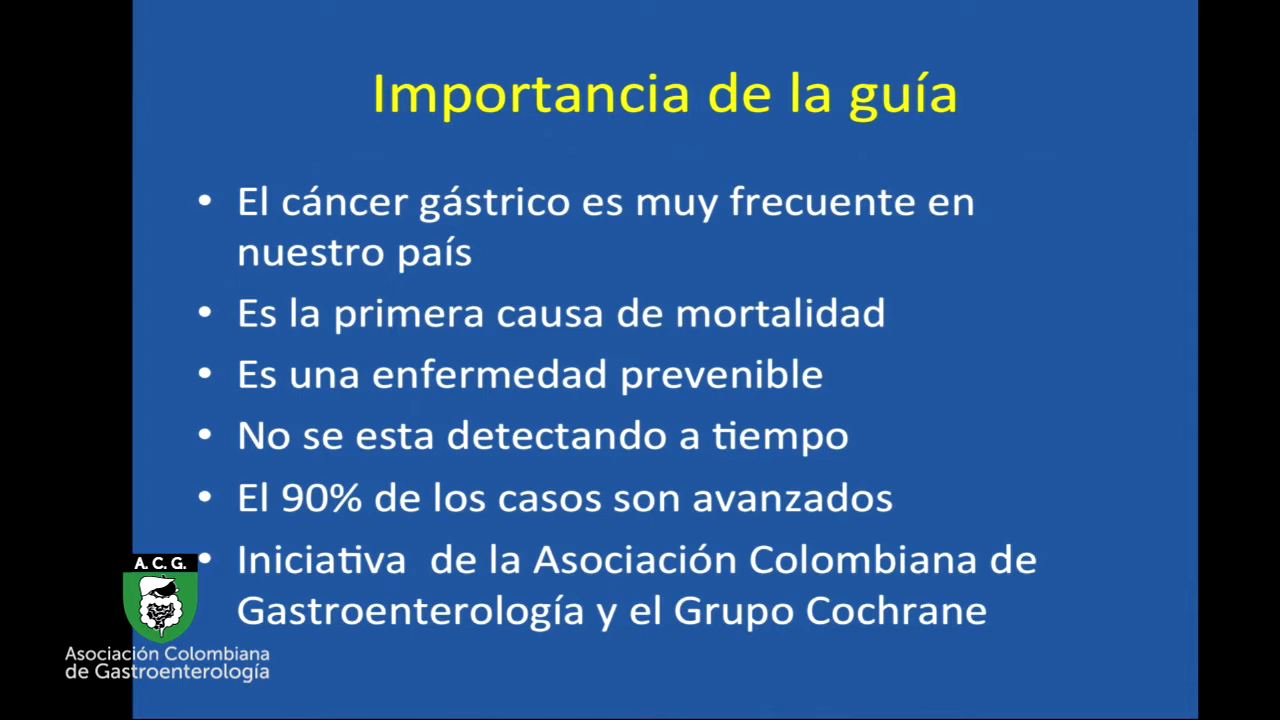 Importancia de la guía
• El cáncer gástrico es muy frecuente en
nuestro país
• Es la primera causa de mortalidad
• Es una enfermedad prevenible
• No se esta detectando a tiempo
• El 90% de los casos son avanzados
• Iniciativa de la Asociación Colombiana de
Gastroenterología y el Grupo Cochrane
A. C. G.
Asociación Colombiana
de Gastroenterología